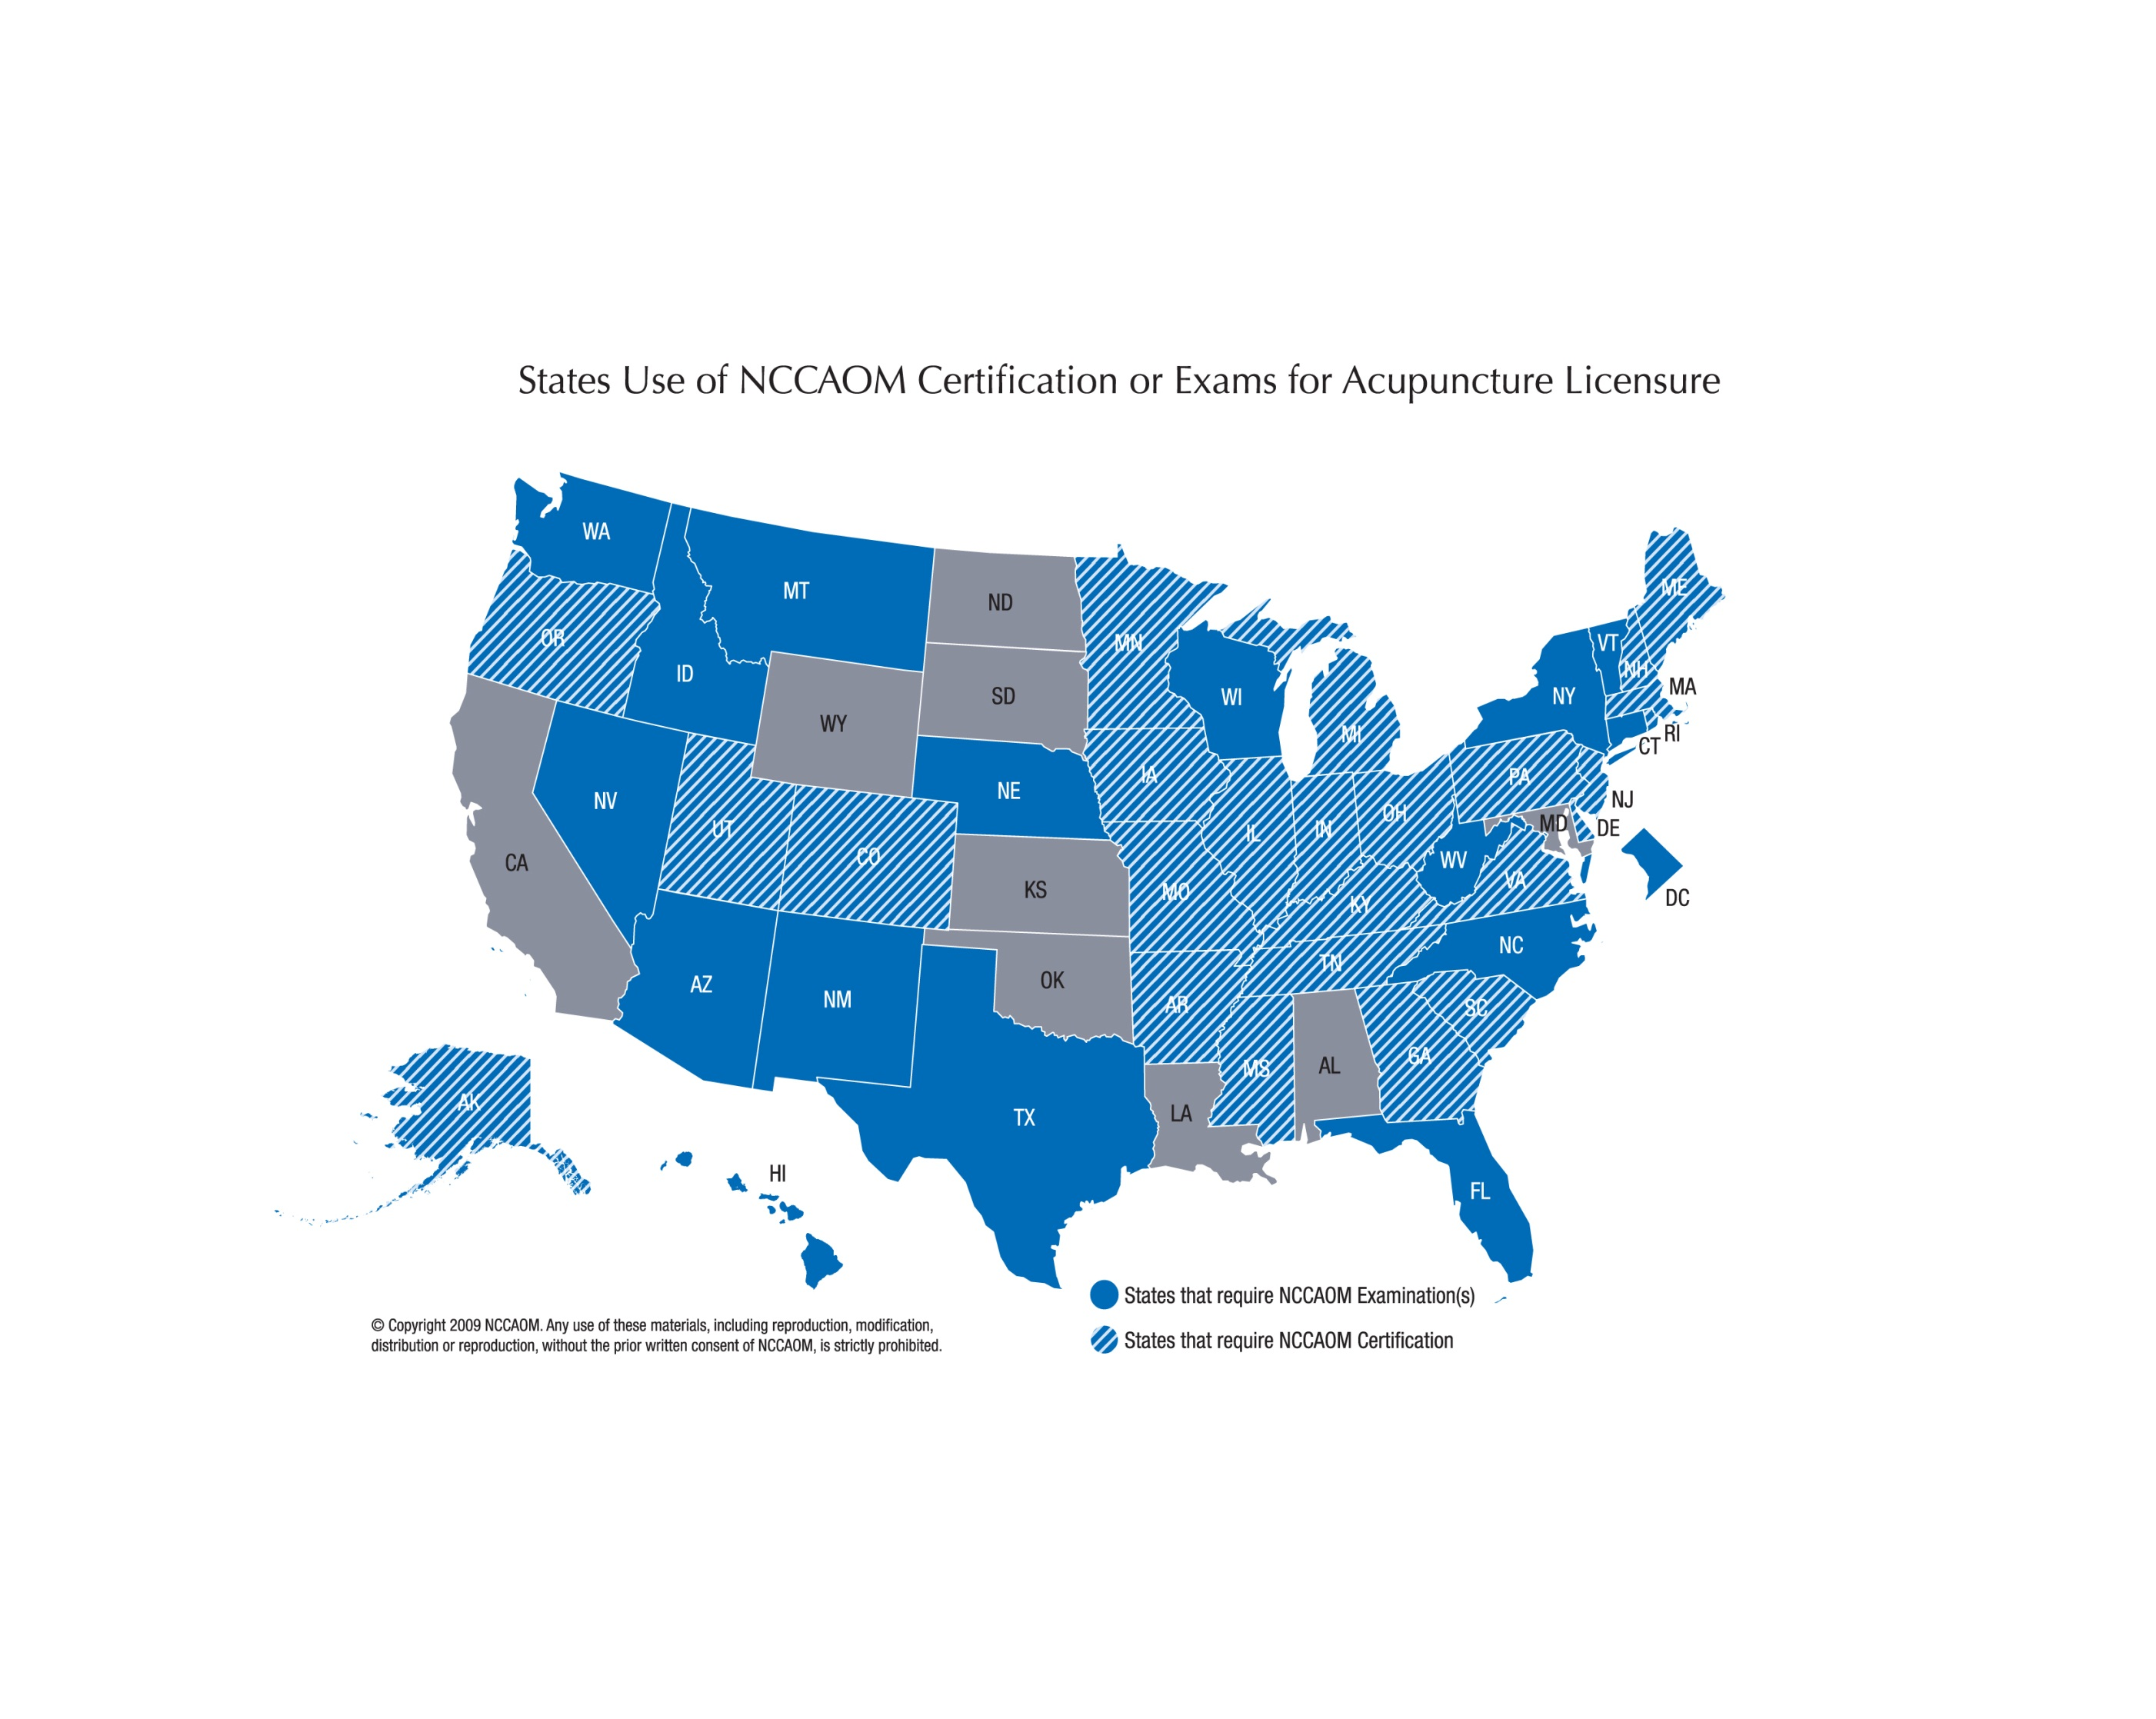 States Use of NCCAOM Certification or Exams for Acupuncture Licensure
WA
MT
ND
MN
ME
OR
ID
SD
WI
VT
NH
MA
NY
WY
MI
RI
CT
NV
NE
IA
PA
NJ
UT
CO
IL
IN
OH
MD
DE
CA
KS
MO
WV
VA
KY
DC
AZ
NM
OK
AR
TN
NC
SC
AK
TX
LA
MS
AL
GA
HI
FL
States that require NCCAOM Examination(s)
States that require NCCAOM Certification
© Copyright 2009 NCCAOM. Any use of these materials, including reproduction, modification,
distribution or reproduction, without the prior written consent of NCCAOM, is strictly prohibited.